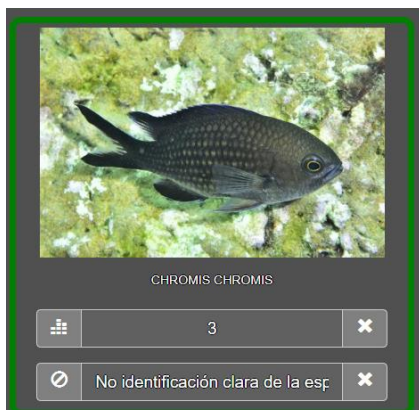 CHROMIS CHROMIS
3
No identificación clara de la esp